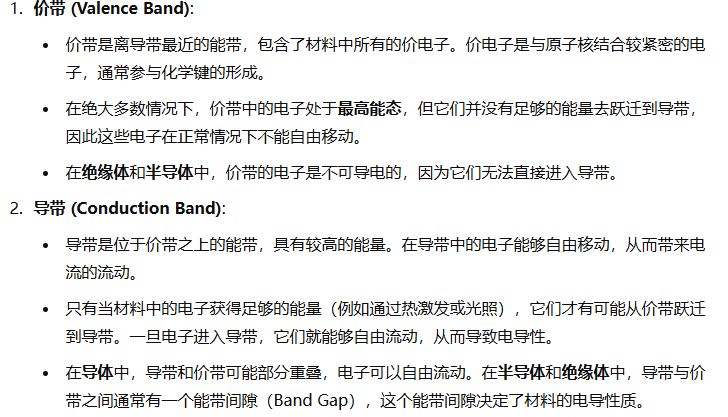 1. 价带 (Valence Band):
• 价带是离导带最近的能带，包含了材料中所有的价电子。价电子是与原子核结合较紧密的电
子，通常参与化学键的形成。
• 在绝大多数情况下，价带中的电子处于最高能态，但它们并没有足够的能量去跃迁到导带，
因此这些电子在正常情况下不能自由移动。
• 在绝缘体和半导体中，价带的电子是不可导电的，因为它们无法直接进入导带。
2. 导带 (Conduction Band):
• 导带是位于价带之上的能带，具有较高的能量。在导带中的电子能够自由移动，从而带来电
流的流动。
• 只有当材料中的电子获得足够的能量（例如通过热激发或光照），它们才有可能从价带跃迁
到导带。一旦电子进入导带，它们就能够自由流动，从而导致电导性。
• 在导体中，导带和价带可能部分重叠，电子可以自由流动。在半导体和绝缘体中，导带与价
带之间通常有一个能带间隙（Band Gap），这个能带间隙决定了材料的电导性质。